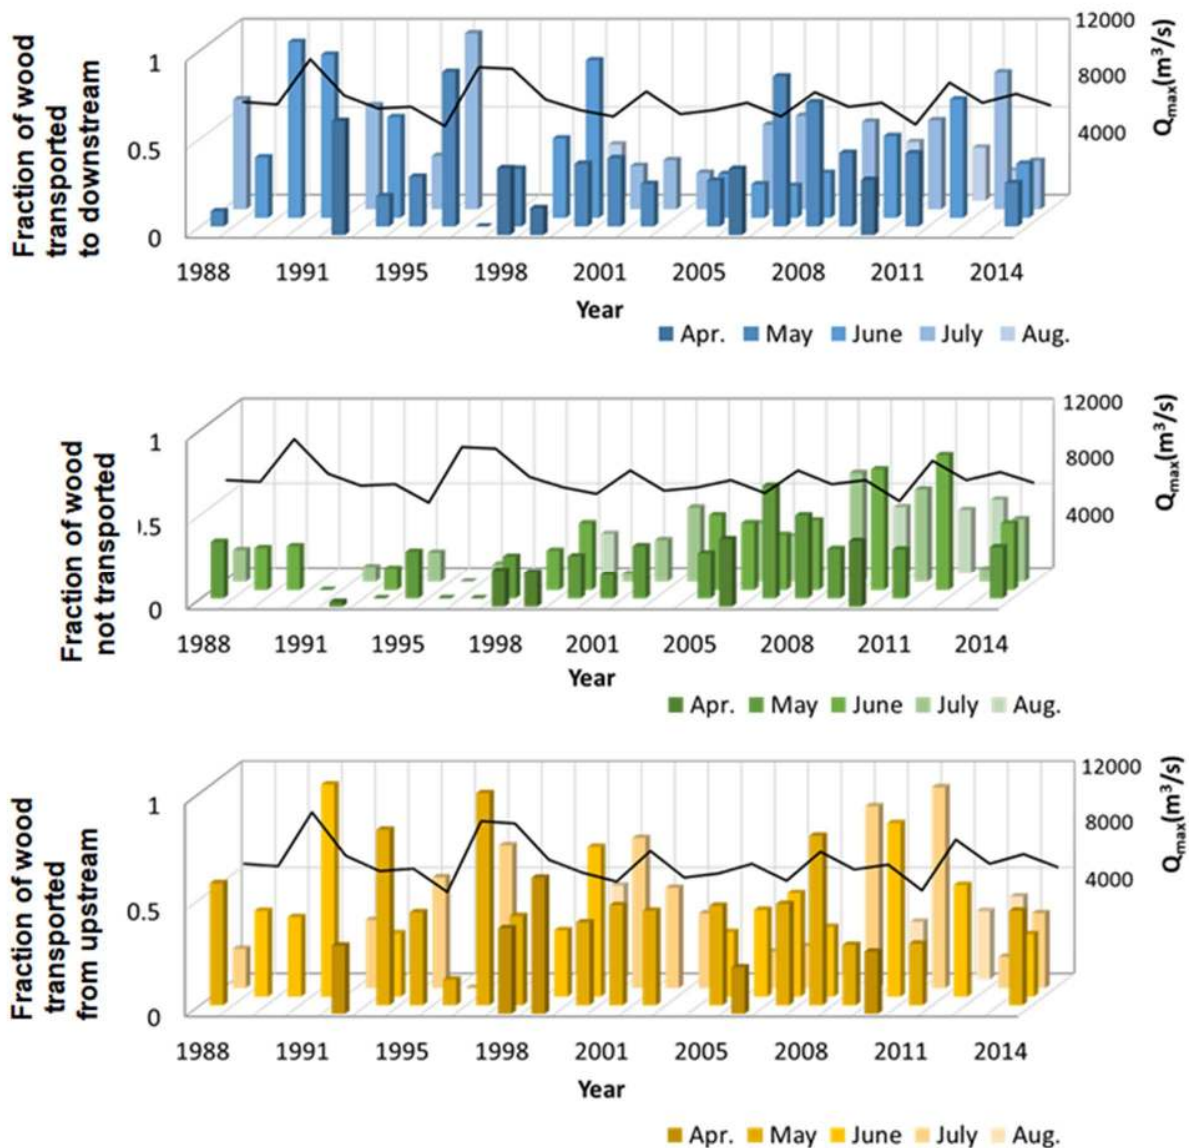 Fraction of wood
transported
to downstream
1
0.5
0
12000
8000
4000
Qmax(m³/s)
1988 1991 1995 1998 2001 2005 2008 2011 2014
Year
Apr. May June July Aug.
Fraction of wood
not transported
1
).5
0
12000
8000
4000
Qmax(m³/s)
1988 1991 1995 1998 2001 2005 2008 2011 2014
Year
Apr. May June July Aug.
Fraction of wood
transported
from upstream
1
0.5
0
12000
8000
4000
Qmax(m³/s)
1988 1991 1995 1998 2001 2005 2008 2011 2014
Year
Apr. May June July Aug.